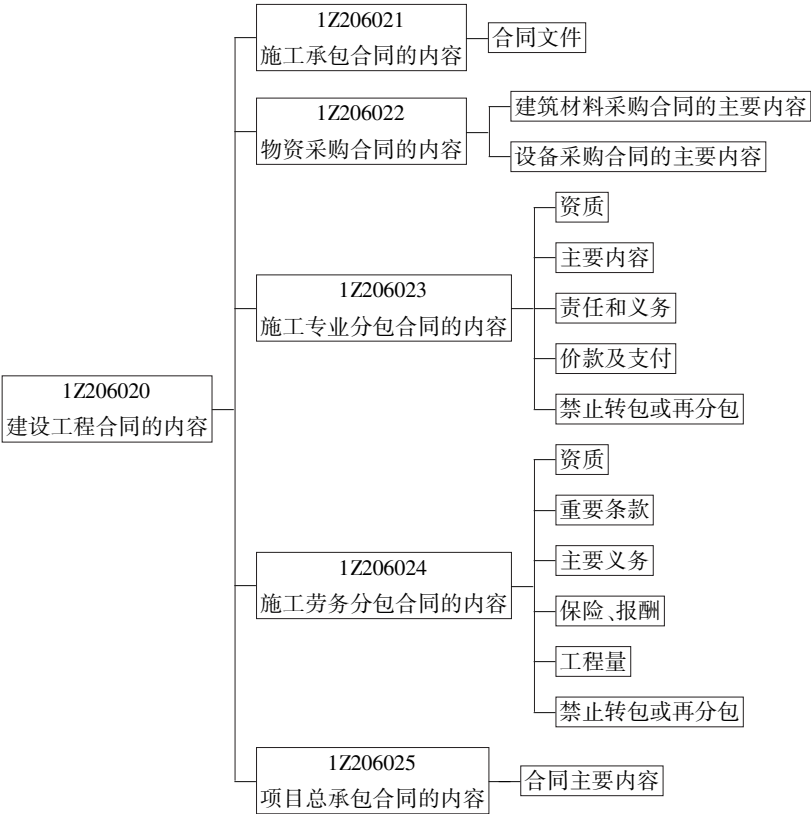 1Z206021
施工承包合同的内容
合同文件
1Z206022
物资采购合同的内容
建筑材料采购合同的主要内容
设备采购合同的主要内容
1Z206023
施工专业分包合同的内容
资质
主要内容
责任和义务
价款及支付
禁止转包或再分包
1Z206020
建设工程合同的内容
1Z206024
施工劳务分包合同的内容
资质
重要条款
主要义务
保险、报酬
工程量
禁止转包或再分包
1Z206025
项目总承包合同的内容
合同主要内容